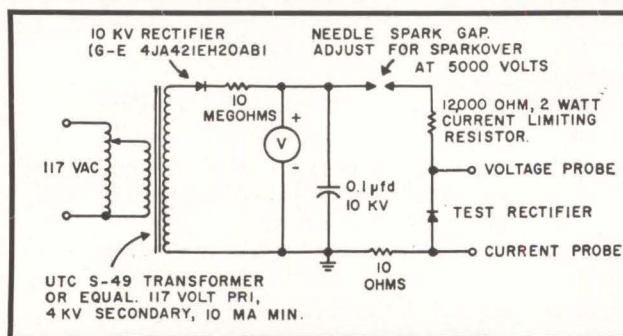 10 KV RECTIFIER
(G-E 4JA421EH20AB1
NEEDLE SPARK GAP.
ADJUST FOR SPARKOVER
AT 5000 VOLTS
10
MEGOHMS
12,000 OHM, 2 WATT
CURRENT LIMITING
RESISTOR.
+
V
-
117 VAC
0.1 µfd
10 KV
VOLTAGE PROBE
TEST RECTIFIER
CURRENT PROBE
10
OHMS
UTC S-49 TRANSFORMER
OR EQUAL. 117 VOLT PRI,
4 KV SECONDARY, 10 MA MIN.